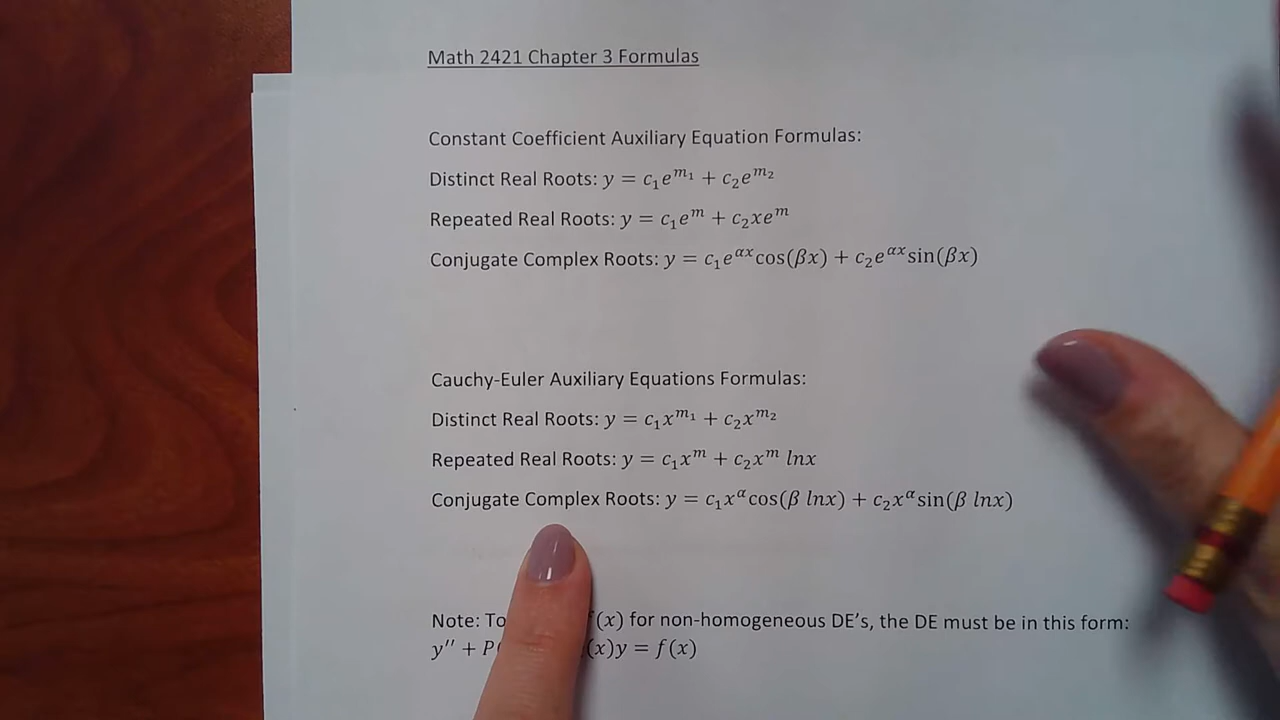 Math 2421 Chapter 3 Formulas
Constant Coefficient Auxiliary Equation Formulas:
Distinct Real Roots: y = c₁e^{m₁} + c₂e^{m₂}
Repeated Real Roots: y = c₁e^{m} + c₂xe^{m}
Conjugate Complex Roots: y = c₁e^{αx}cos(βx) + c₂e^{αx}sin(βx)
Cauchy-Euler Auxiliary Equations Formulas:
Distinct Real Roots: y = c₁x^{m₁} + c₂x^{m₂}
Repeated Real Roots: y = c₁x^{m} + c₂x^{m} lnx
Conjugate Complex Roots: y = c₁x^{α}cos(β lnx) + c₂x^{α}sin(β lnx)
Note: To (x) for non-homogeneous DE's, the DE must be in this form:
y'' + P (x)y = f(x)